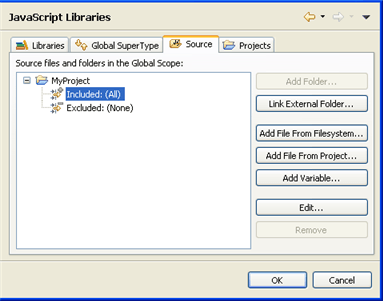 JavaScript Libraries
Libraries
Global SuperType
Source
Projects
Source files and folders in the Global Scope:
MyProject
Included: (All)
Excluded: (None)
Add Folder...
Link External Folder...
Add File From Filesystem...
Add File From Project...
Add Variable...
Edit...
Remove
OK
Cancel